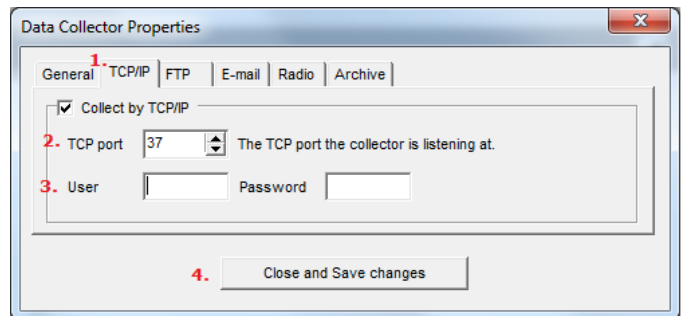 Data Collector Properties
1.
General TCP/IP FTP E-mail Radio Archive
Collect by TCP/IP
2. TCP port 37 The TCP port the collector is listening at.
3. User Password
4. Close and Save changes